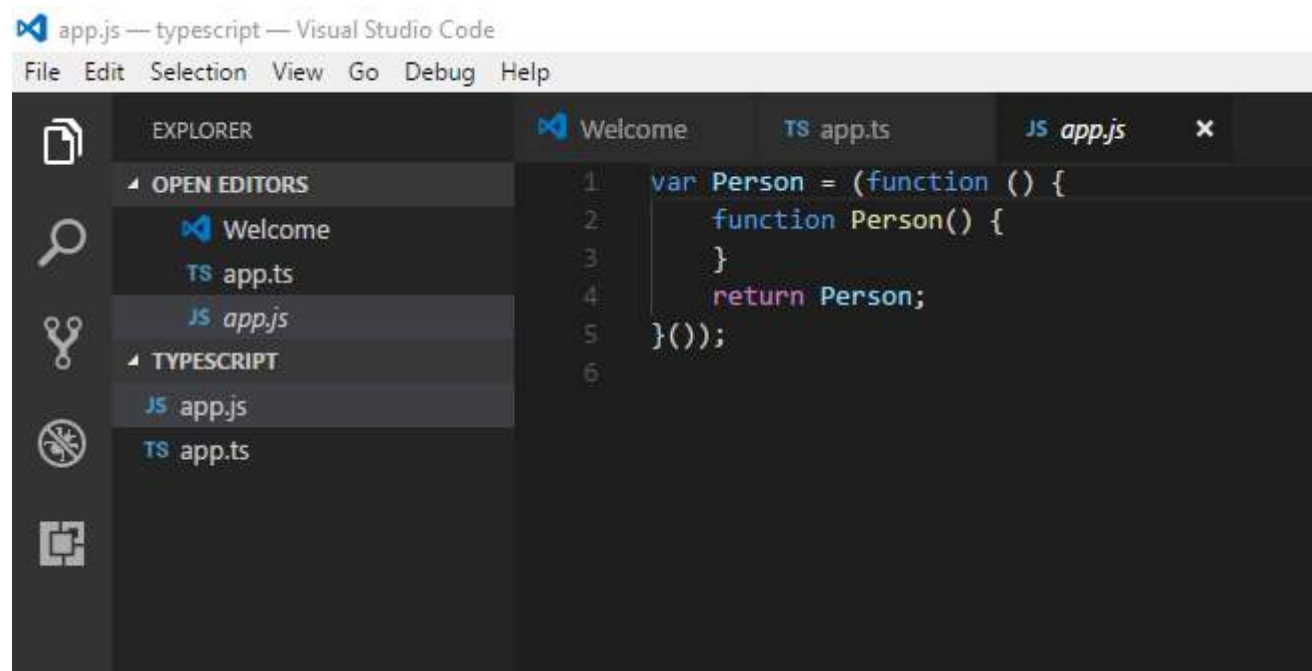 app.js — typescript — Visual Studio Code
File Edit Selection View Go Debug Help
EXPLORER
OPEN EDITORS
Welcome
TS app.ts
JS app.js
TYPESCRIPT
JS app.js
TS app.ts
Welcome TS app.ts JS app.js ×
1 var Person = (function () {
2     function Person() {
3     }
4     return Person;
5 }());
6